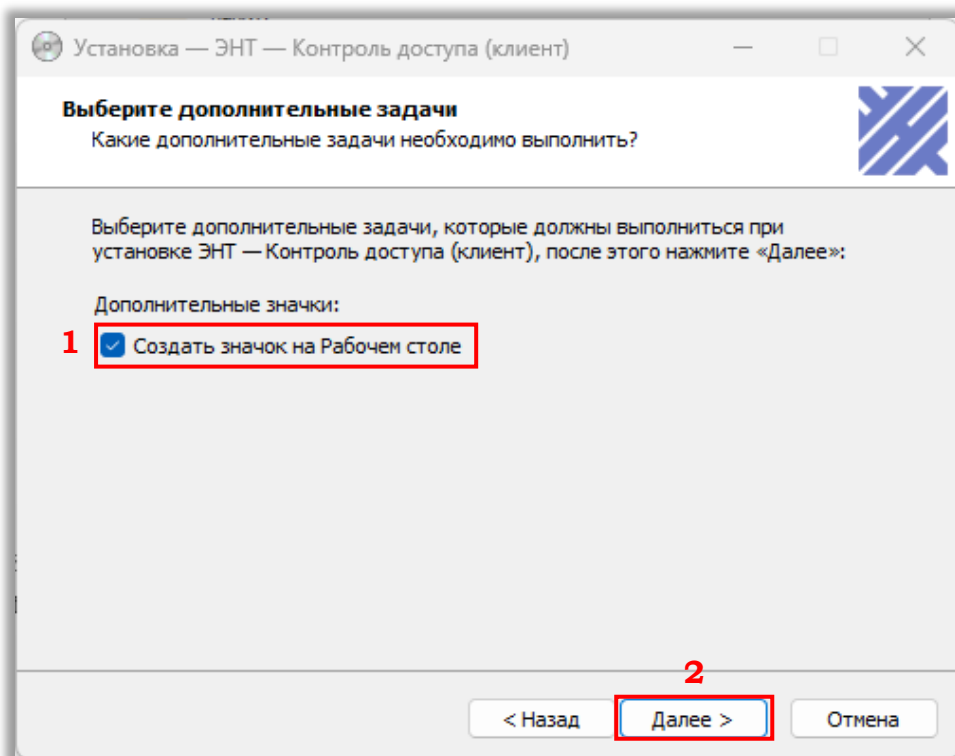 Установка — ЭНТ — Контроль доступа (клиент)
Выберите дополнительные задачи
Какие дополнительные задачи необходимо выполнить?
Выберите дополнительные задачи, которые должны выполниться при
установке ЭНТ — Контроль доступа (клиент), после этого нажмите «Далее»:
Дополнительные значки:
1 Создать значок на Рабочем столе
2
< Назад Далее > Отмена